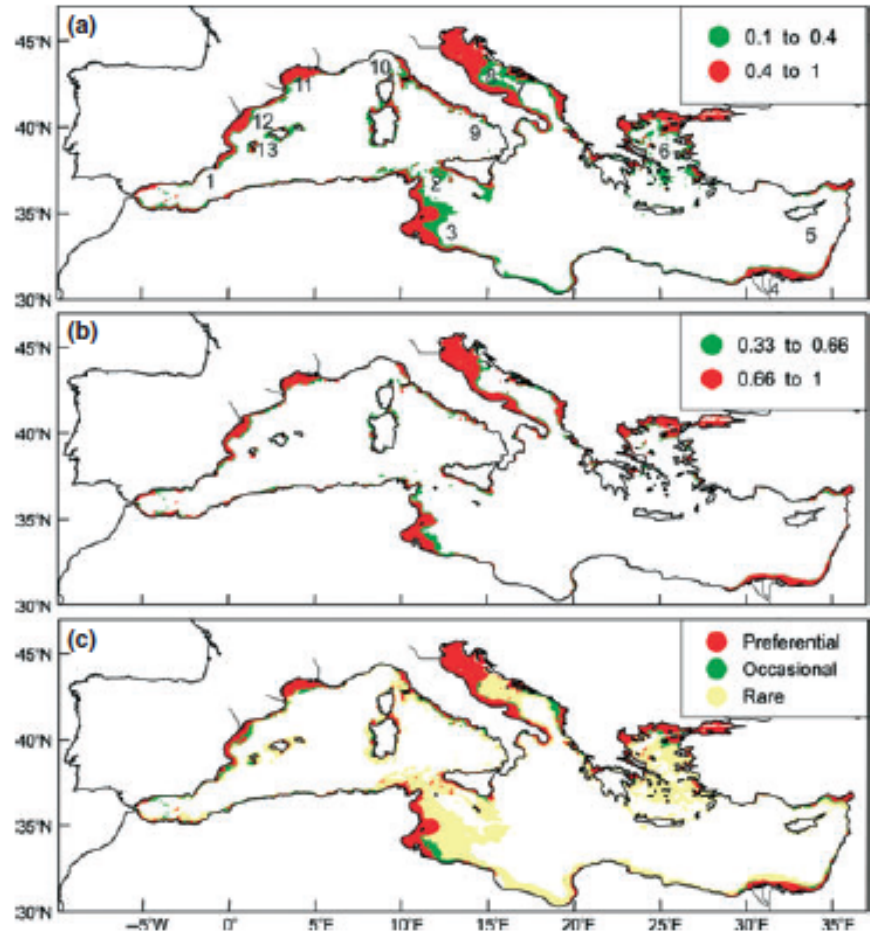 (a)
45°N
40°N
35°N
30°N
0.1 to 0.4
0.4 to 1
10
11
12
13
1
9
2
3
6
5
4
(b)
45°N
40°N
35°N
30°N
0.33 to 0.66
0.66 to 1
(c)
45°N
40°N
35°N
30°N
Preferential
Occasional
Rare
5°W
0°
5°E
10°E
15°E
20°E
25°E
30°E
35°E